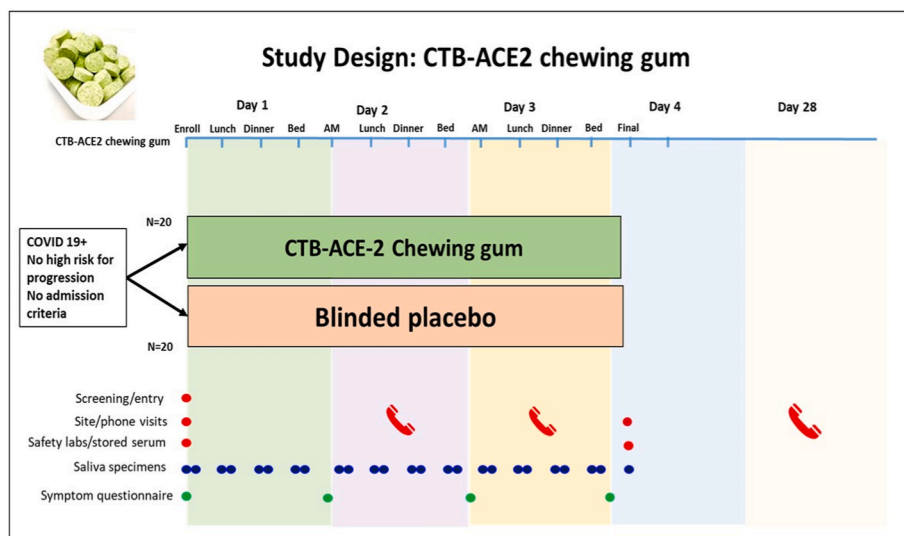 Study Design: CTB-ACE2 chewing gum
Day 1 Day 2 Day 3 Day 4 Day 28
Enroll Lunch Dinner Bed AM Lunch Dinner Bed AM Lunch Dinner Bed Final
CTB-ACE2 chewing gum
N=20
CTB-ACE-2 Chewing gum
COVID 19+
No high risk for
progression
No admission
criteria
Blinded placebo
N=20
Screening/entry
Site/phone visits
Safety labs/stored serum
Saliva specimens
Symptom questionnaire